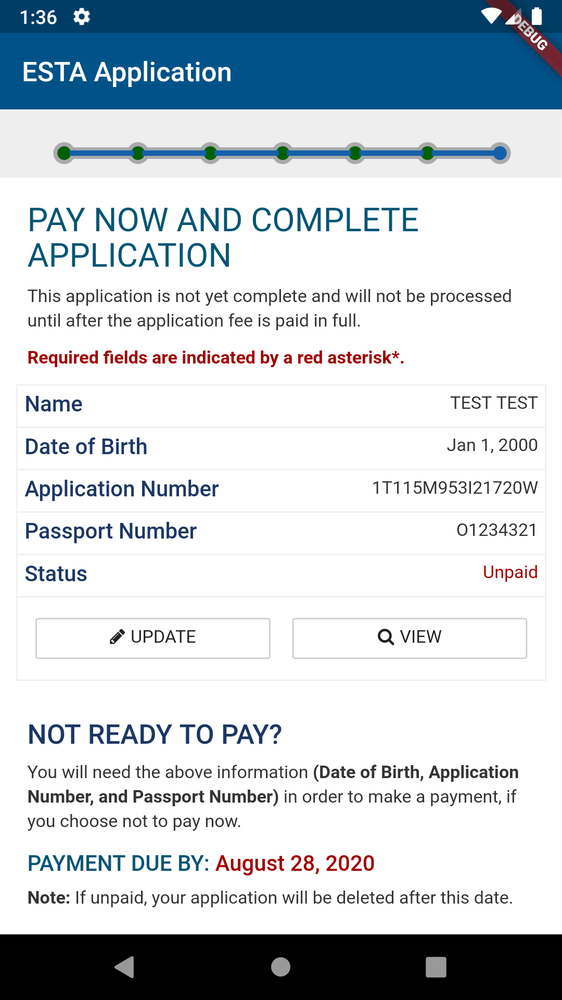 1:36
DEBUG
ESTA Application
PAY NOW AND COMPLETE
APPLICATION
This application is not yet complete and will not be processed
until after the application fee is paid in full.
Required fields are indicated by a red asterisk*.
Name TEST TEST
Date of Birth Jan 1, 2000
Application Number 1T115M953I21720W
Passport Number O1234321
Status Unpaid
UPDATE VIEW
NOT READY TO PAY?
You will need the above information (Date of Birth, Application
Number, and Passport Number) in order to make a payment, if
you choose not to pay now.
PAYMENT DUE BY: August 28, 2020
Note: If unpaid, your application will be deleted after this date.